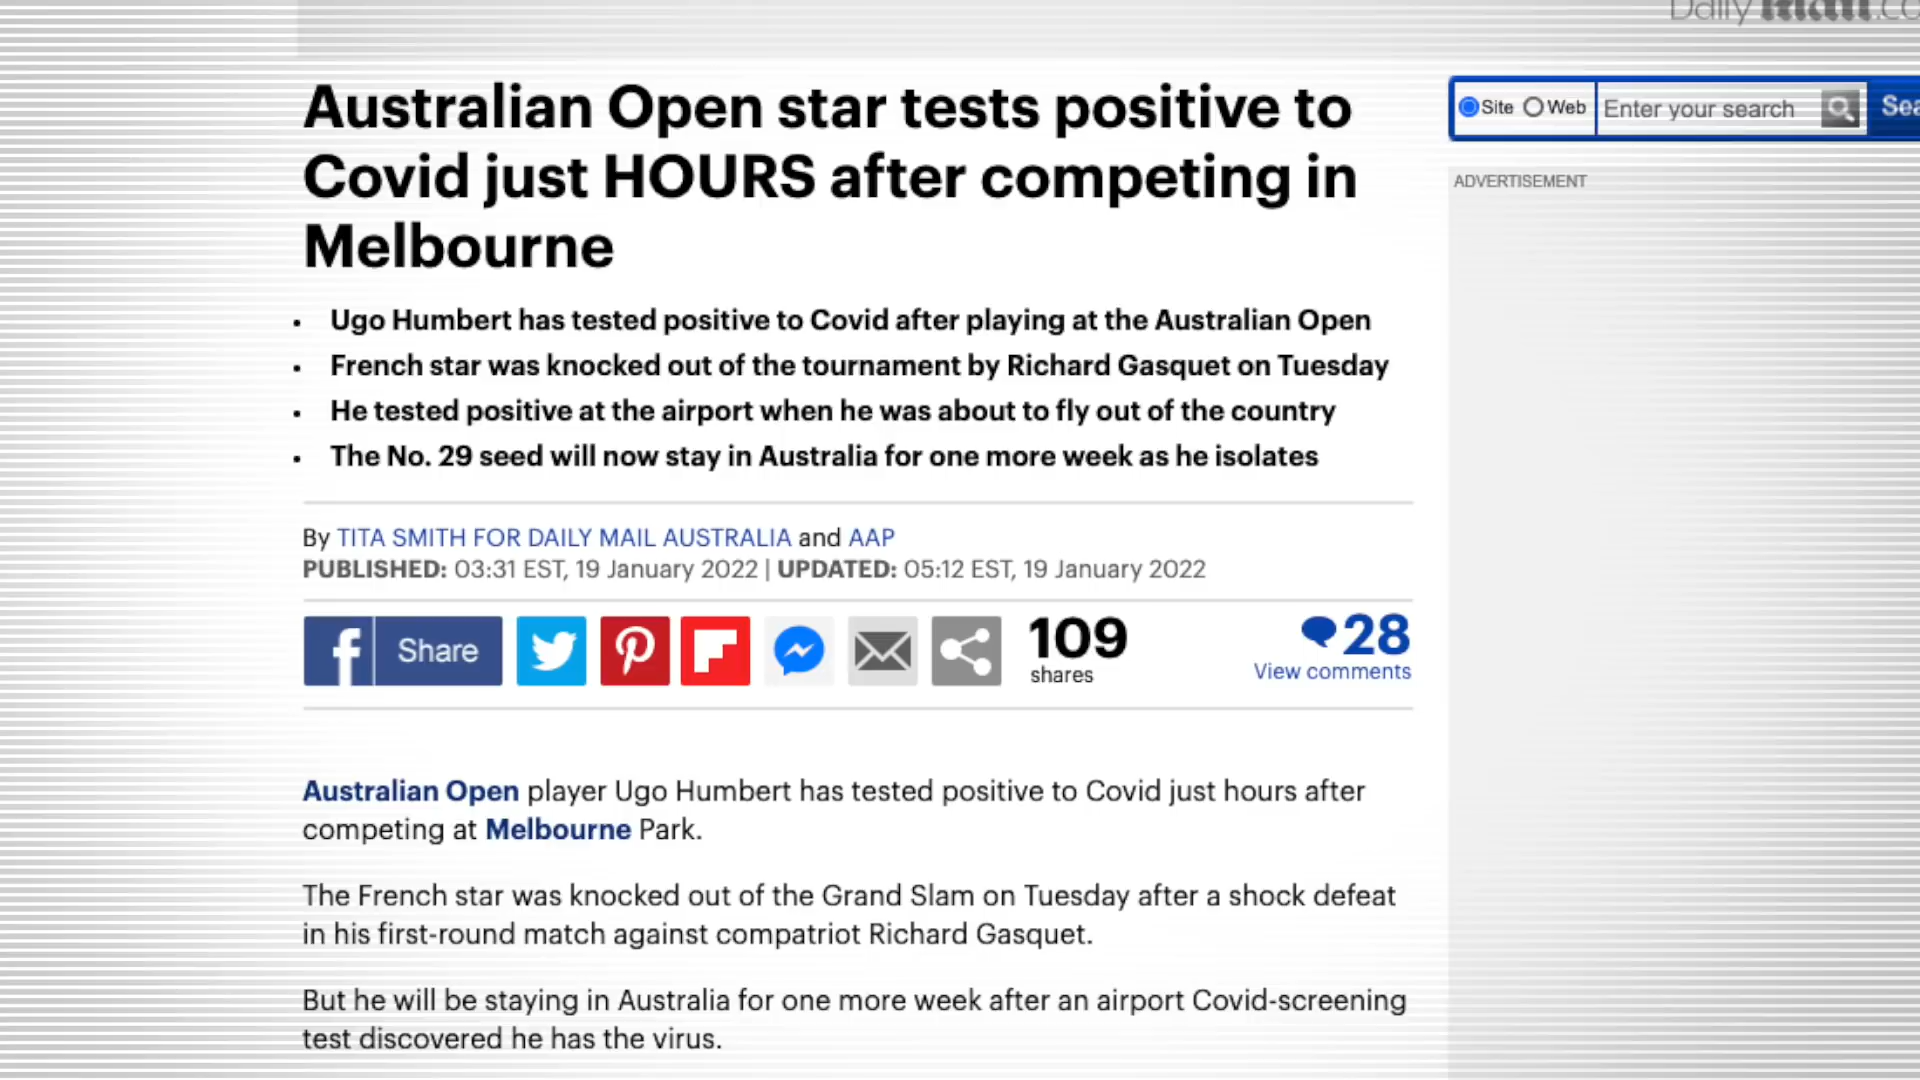 Daily Mail.co
Australian Open star tests positive to
Covid just HOURS after competing in
Melbourne
Site Web Enter your search Sea
ADVERTISEMENT
• Ugo Humbert has tested positive to Covid after playing at the Australian Open
• French star was knocked out of the tournament by Richard Gasquet on Tuesday
• He tested positive at the airport when he was about to fly out of the country
• The No. 29 seed will now stay in Australia for one more week as he isolates
By TITA SMITH FOR DAILY MAIL AUSTRALIA and AAP
PUBLISHED: 03:31 EST, 19 January 2022 | UPDATED: 05:12 EST, 19 January 2022
f Share
109
shares
28
View comments
Australian Open player Ugo Humbert has tested positive to Covid just hours after
competing at Melbourne Park.
The French star was knocked out of the Grand Slam on Tuesday after a shock defeat
in his first-round match against compatriot Richard Gasquet.
But he will be staying in Australia for one more week after an airport Covid-screening
test discovered he has the virus.